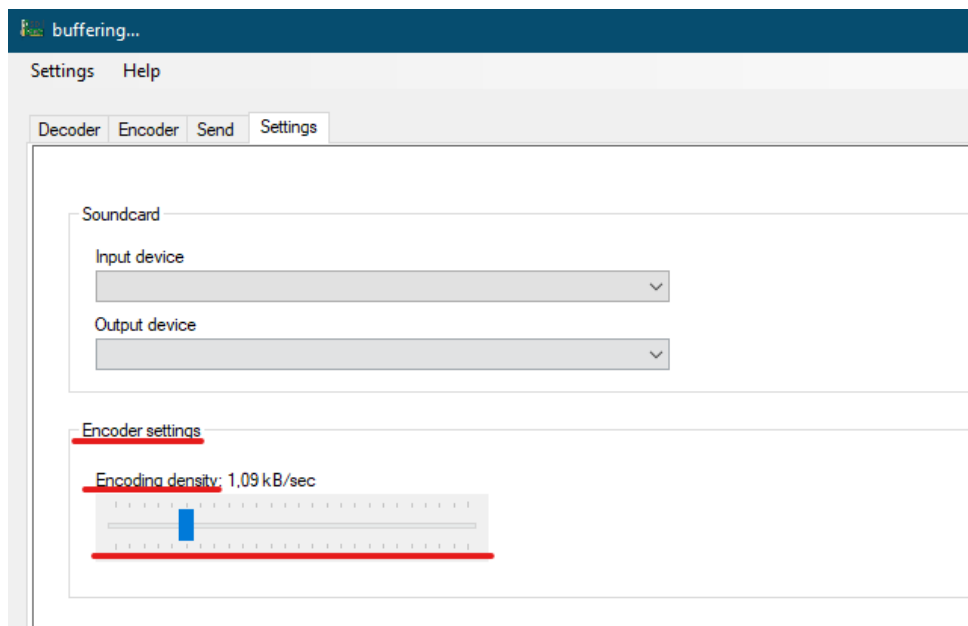 buffering...
Settings Help
Decoder Encoder Send Settings
Soundcard
Input device
Output device
Encoder settings
Encoding density: 1,09 kB/sec